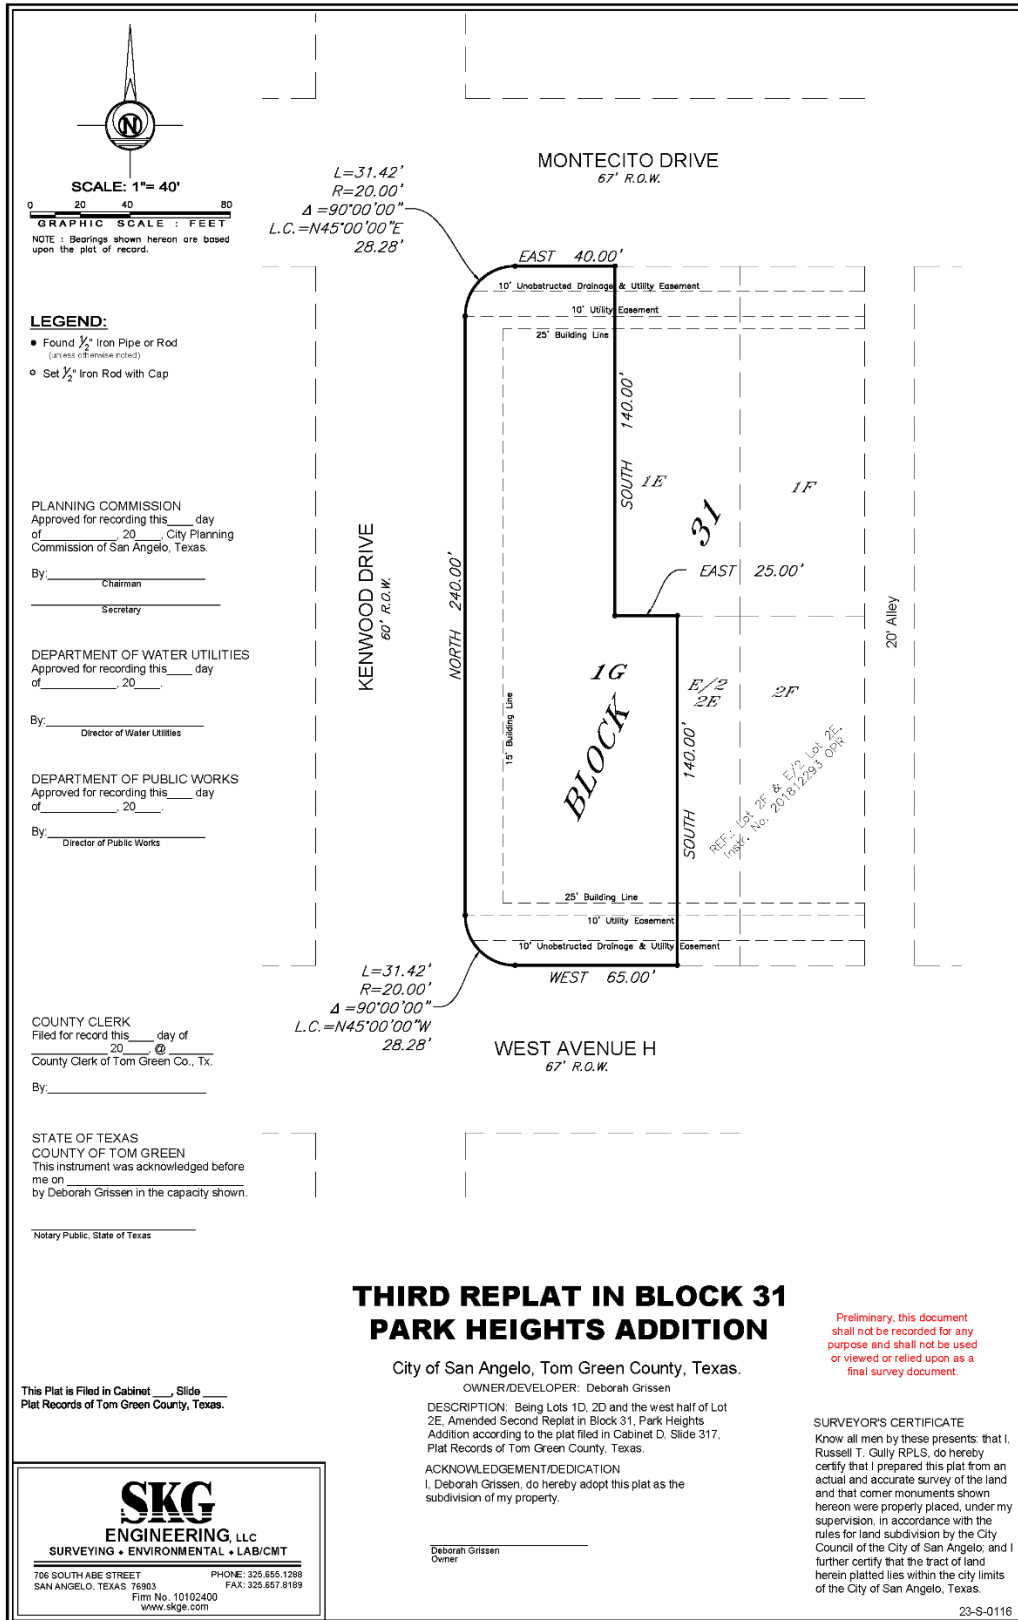 N
SCALE: 1"= 40'
0 20 40 80
GRAPHIC SCALE : FEET
NOTE : Bearings shown hereon are based
upon the plat of record.
LEGEND:
Found 1/2" Iron Pipe or Rod
(unless otherwise noted)
Set 1/2" Iron Rod with Cap
PLANNING COMMISSION
Approved for recording this____ day
of____________, 20____, City Planning
Commission of San Angelo, Texas.
By:________________________
Chairman
Secretary
DEPARTMENT OF WATER UTILITIES
Approved for recording this____ day
of____________, 20____.
By:________________________
Director of Water Utilities
DEPARTMENT OF PUBLIC WORKS
Approved for recording this____ day
of____________, 20____.
By:________________________
Director of Public Works
COUNTY CLERK
Filed for record this____ day of
____________ 20____, @ _______
County Clerk of Tom Green Co., Tx.
By:________________________
STATE OF TEXAS
COUNTY OF TOM GREEN
This instrument was acknowledged before
me on ___________________________
by Deborah Grissen in the capacity shown.
Notary Public, State of Texas
This Plat is Filed in Cabinet ___, Slide ____
Plat Records of Tom Green County, Texas.
MONTECITO DRIVE
67' R.O.W.
L=31.42'
R=20.00'
Δ =90°00'00"
L.C.=N45°00'00"E
28.28'
EAST 40.00'
10' Unobstructed Drainage & Utility Easement
10' Utility Easement
25' Building Line
SOUTH 140.00'
1E
1F
31
EAST 25.00'
KENWOOD DRIVE
60' R.O.W.
NORTH 240.00'
20' Alley
1G
BLOCK
E/2
2E
2F
15' Building Line
SOUTH 140.00'
REF.: Lot 2F & E/2 Lot 2E,
Instr. No. 201812293 OPR
25' Building Line
10' Utility Easement
10' Unobstructed Drainage & Utility Easement
WEST 65.00'
L=31.42'
R=20.00'
Δ =90°00'00"
L.C.=N45°00'00"W
28.28'
WEST AVENUE H
67' R.O.W.
THIRD REPLAT IN BLOCK 31
PARK HEIGHTS ADDITION
City of San Angelo, Tom Green County, Texas.
OWNER/DEVELOPER: Deborah Grissen
DESCRIPTION: Being Lots 1D, 2D and the west half of Lot
2E, Amended Second Replat in Block 31, Park Heights
Addition according to the plat filed in Cabinet D, Slide 317,
Plat Records of Tom Green County, Texas.
ACKNOWLEDGEMENT/DEDICATION
I, Deborah Grissen, do hereby adopt this plat as the
subdivision of my property.
Deborah Grissen
Owner
Preliminary, this document
shall not be recorded for any
purpose and shall not be used
or viewed or relied upon as a
final survey document.
SURVEYOR'S CERTIFICATE
Know all men by these presents: that I,
Russell T. Gully RPLS, do hereby
certify that I prepared this plat from an
actual and accurate survey of the land
and that corner monuments shown
hereon were properly placed, under my
supervision, in accordance with the
rules for land subdivision by the City
Council of the City of San Angelo; and I
further certify that the tract of land
herein platted lies within the city limits
of the City of San Angelo, Texas.
SKG
ENGINEERING, LLC
SURVEYING • ENVIRONMENTAL • LAB/CMT
706 SOUTH ABE STREET PHONE: 325.655.1288
SAN ANGELO, TEXAS 76903 FAX: 325.657.8189
Firm No. 10102400
www.skge.com
23-S-0116